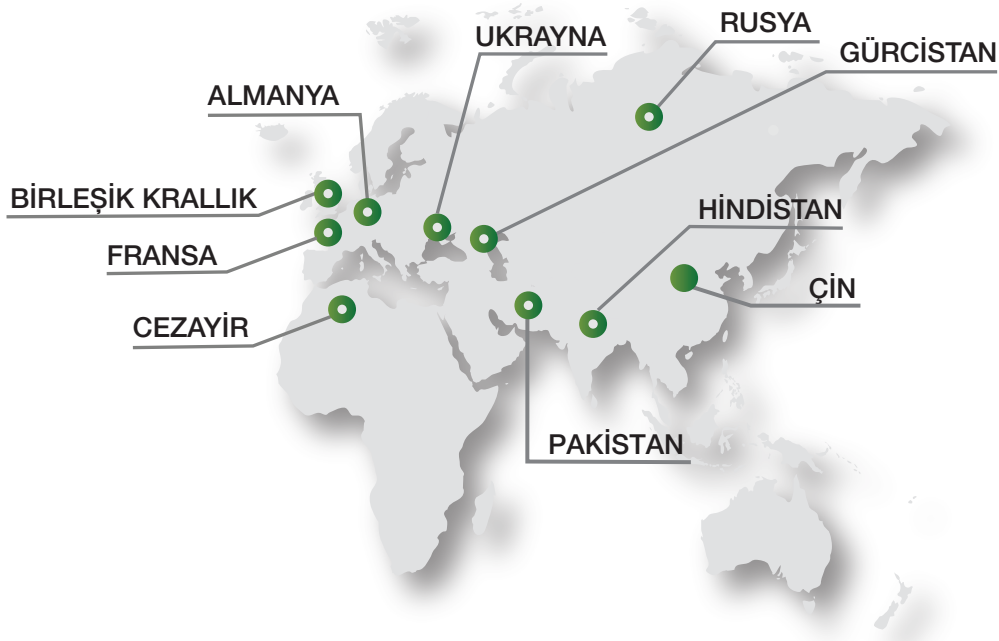 RUSYA
UKRAYNA
GÜRCİSTAN
ALMANYA
BİRLEŞİK KRALLIK
HİNDİSTAN
FRANSA
ÇİN
CEZAYİR
PAKİSTAN